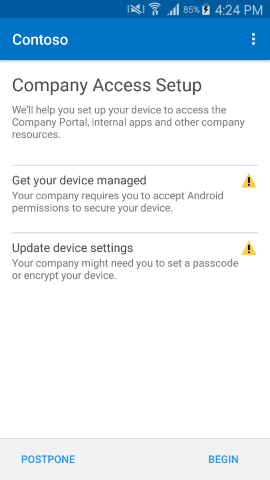 85% 4:24 PM
Contoso
Company Access Setup
We'll help you set up your device to access the
Company Portal, internal apps and other company
resources.
Get your device managed
Your company requires you to accept Android
permissions to secure your device.
Update device settings
Your company might need you to set a passcode
or encrypt your device.
POSTPONE BEGIN